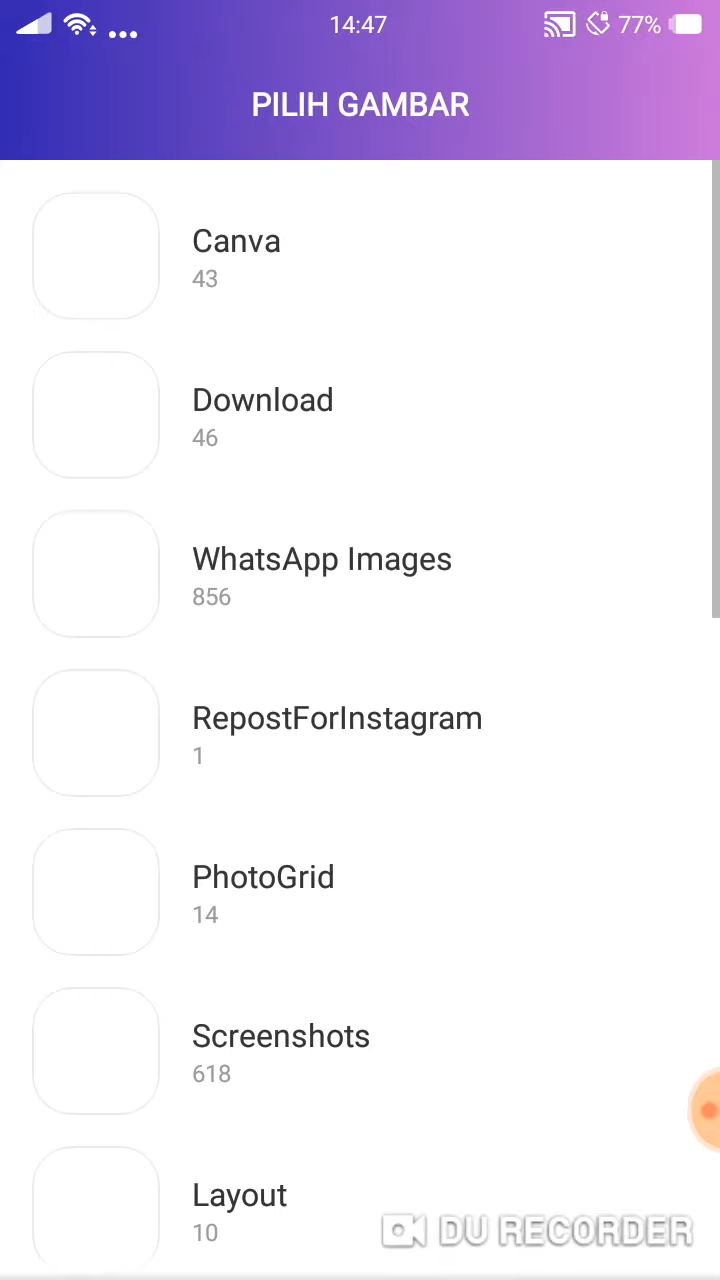 14:47
77%
PILIH GAMBAR
Canva
43
Download
46
WhatsApp Images
856
RepostForInstagram
1
PhotoGrid
14
Screenshots
618
Layout
10
DU RECORDER